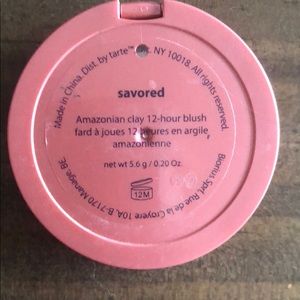 Made in China. Dist. by tarte™ NY 10018. All rights reserved.
savored
Amazonian clay 12-hour blush
fard à joues 12 heures en argile
amazonienne
net wt 5.6 g / 0.20 Oz.
12M
Sprl, Rue de la Croyere 10A, B-7170 Manage, BE